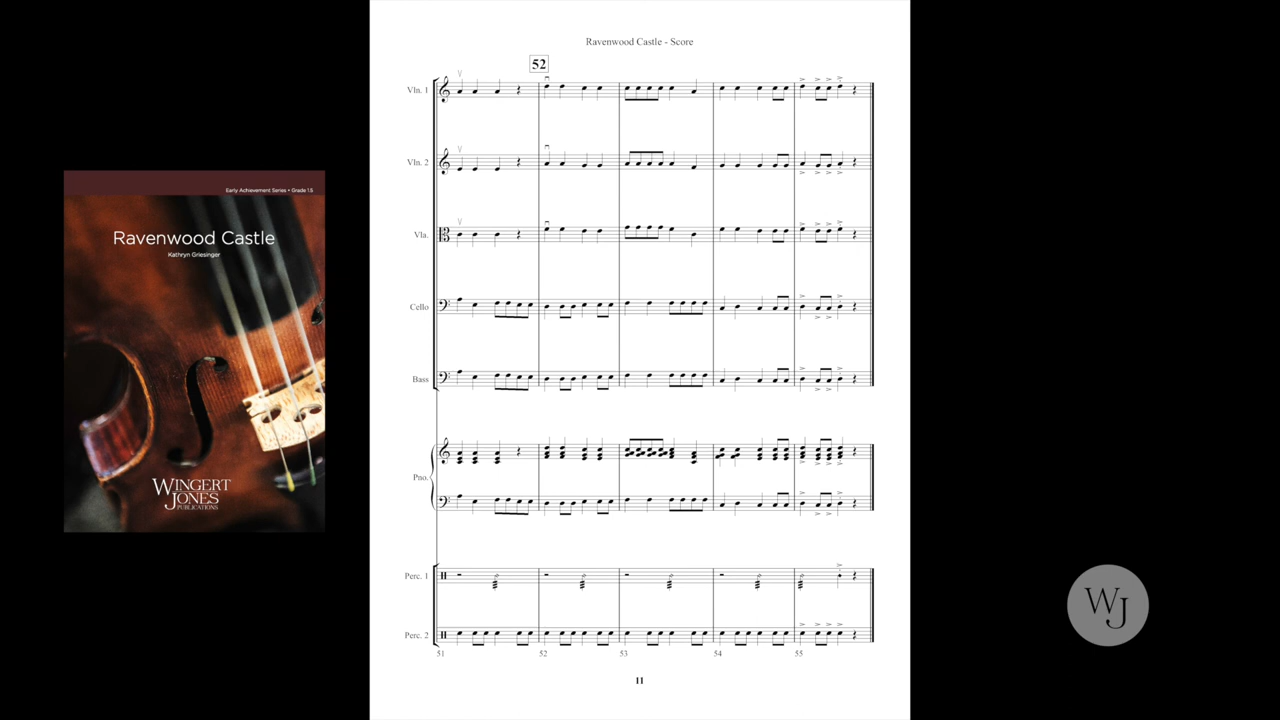 Early Achievement Series • Grade 1.5
Ravenwood Castle
Kathryn Griesinger
WINGERT
JONES
PUBLICATIONS
Ravenwood Castle - Score
52
Vln. 1
Vln. 2
Vla.
Cello
Bass
Pno.
Perc. 1
Perc. 2
51 52 53 54 55
11
WJ